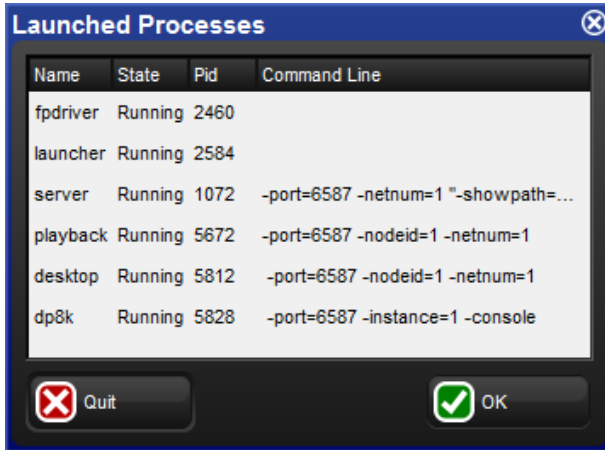 Launched Processes
Name State Pid Command Line
fpdriver Running 2460
launcher Running 2584
server Running 1072 -port=6587 -netnum=1 "-showpath=...
playback Running 5672 -port=6587 -nodeid=1 -netnum=1
desktop Running 5812 -port=6587 -nodeid=1 -netnum=1
dp8k Running 5828 -port=6587 -instance=1 -console
Quit OK